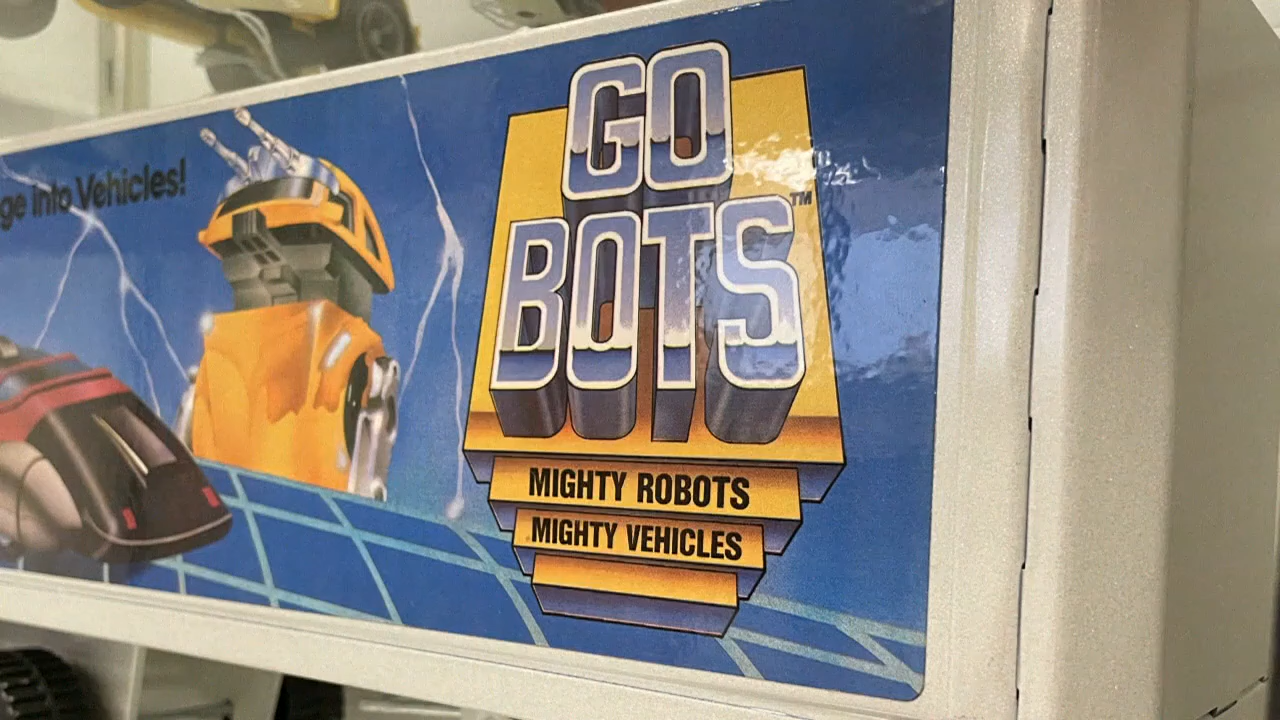 ge into Vehicles!
GO
BOTS™
MIGHTY ROBOTS
MIGHTY VEHICLES